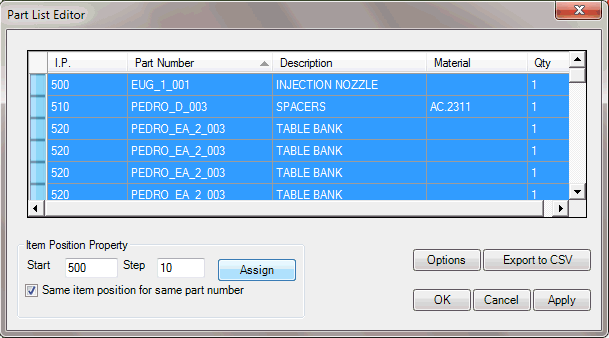 Part List Editor
I.P. Part Number Description Material Qty
500 EUG_1_001 INJECTION NOZZLE 1
510 PEDRO_D_003 SPACERS AC.2311 1
520 PEDRO_EA_2_003 TABLE BANK 1
520 PEDRO_EA_2_003 TABLE BANK 1
520 PEDRO_EA_2_003 TABLE BANK 1
520 PEDRO_EA_2_003 TABLE BANK 1
Item Position Property
Start 500 Step 10 Assign
Same item position for same part number
Options Export to CSV
OK Cancel Apply